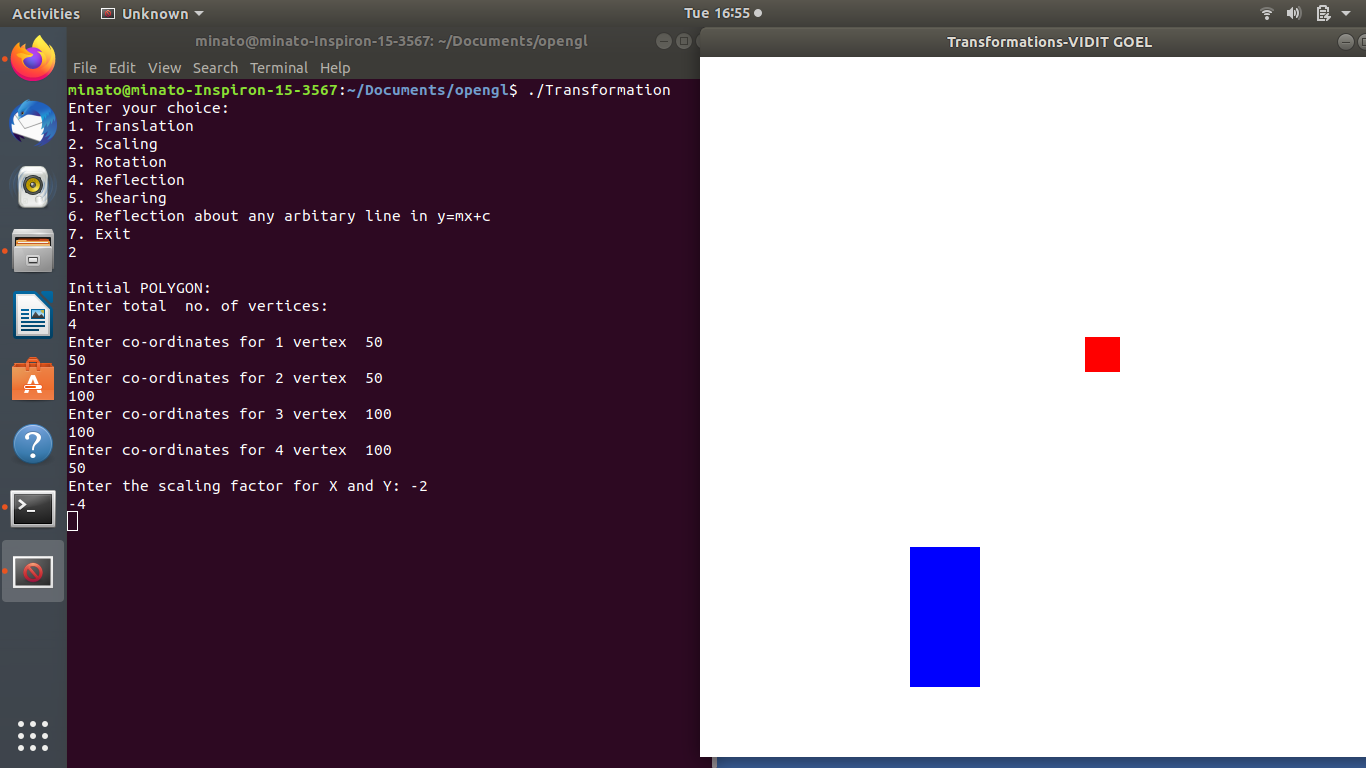 Activities Unknown Tue 16:55
minato@minato-Inspiron-15-3567: ~/Documents/opengl
File Edit View Search Terminal Help
minato@minato-Inspiron-15-3567:~/Documents/opengl$ ./Transformation
Enter your choice:
1. Translation
2. Scaling
3. Rotation
4. Reflection
5. Shearing
6. Reflection about any arbitary line in y=mx+c
7. Exit
2
Initial POLYGON:
Enter total  no. of vertices:
4
Enter co-ordinates for 1 vertex  50
50
Enter co-ordinates for 2 vertex  50
100
Enter co-ordinates for 3 vertex  100
100
Enter co-ordinates for 4 vertex  100
50
Enter the scaling factor for X and Y: -2
-4
Transformations-VIDIT GOEL